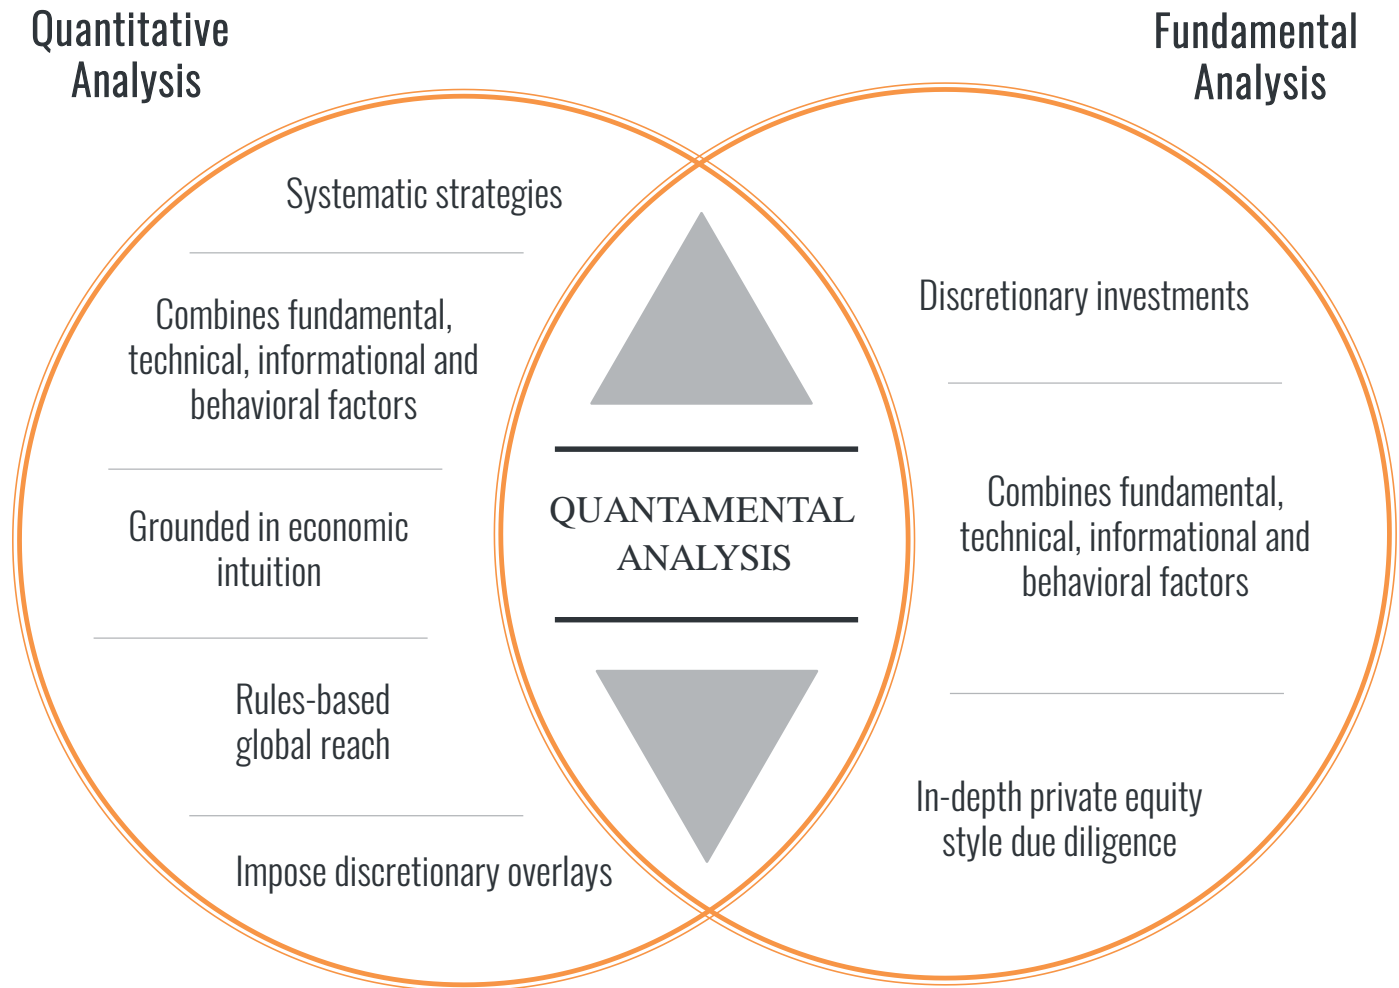 Quantitative
Analysis
Fundamental
Analysis
Systematic strategies
Combines fundamental,
technical, informational and
behavioral factors
Grounded in economic
intuition
Rules-based
global reach
Impose discretionary overlays
QUANTAMENTAL
ANALYSIS
Discretionary investments
Combines fundamental,
technical, informational and
behavioral factors
In-depth private equity
style due diligence